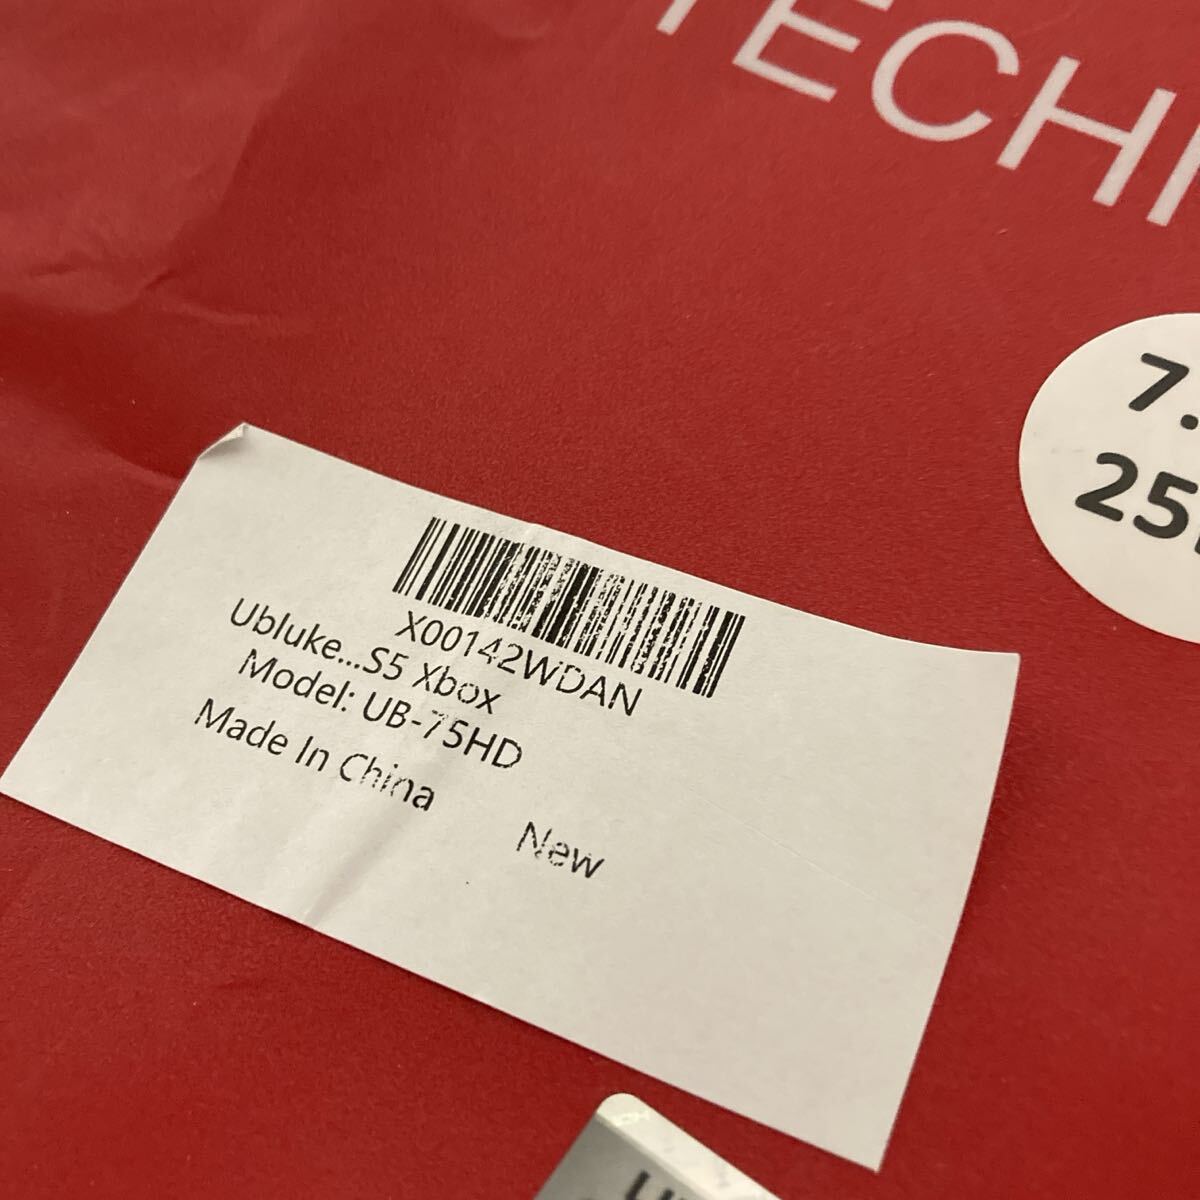 TECH
7.
25
X00142WDAN
Ubluke...S5 Xbox
Model: UB-75HD
Made In China
New